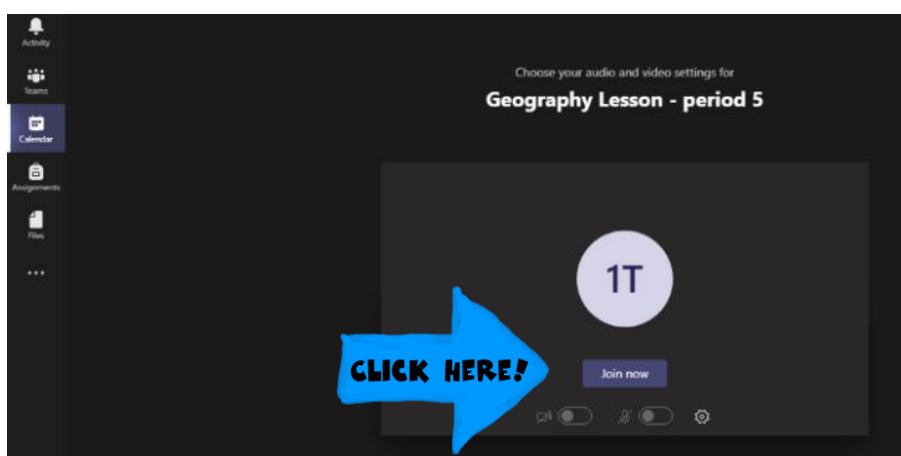 Activity
Teams
Calendar
Assignments
Files
Choose your audio and video settings for
Geography Lesson - period 5
1T
CLICK HERE!
Join now